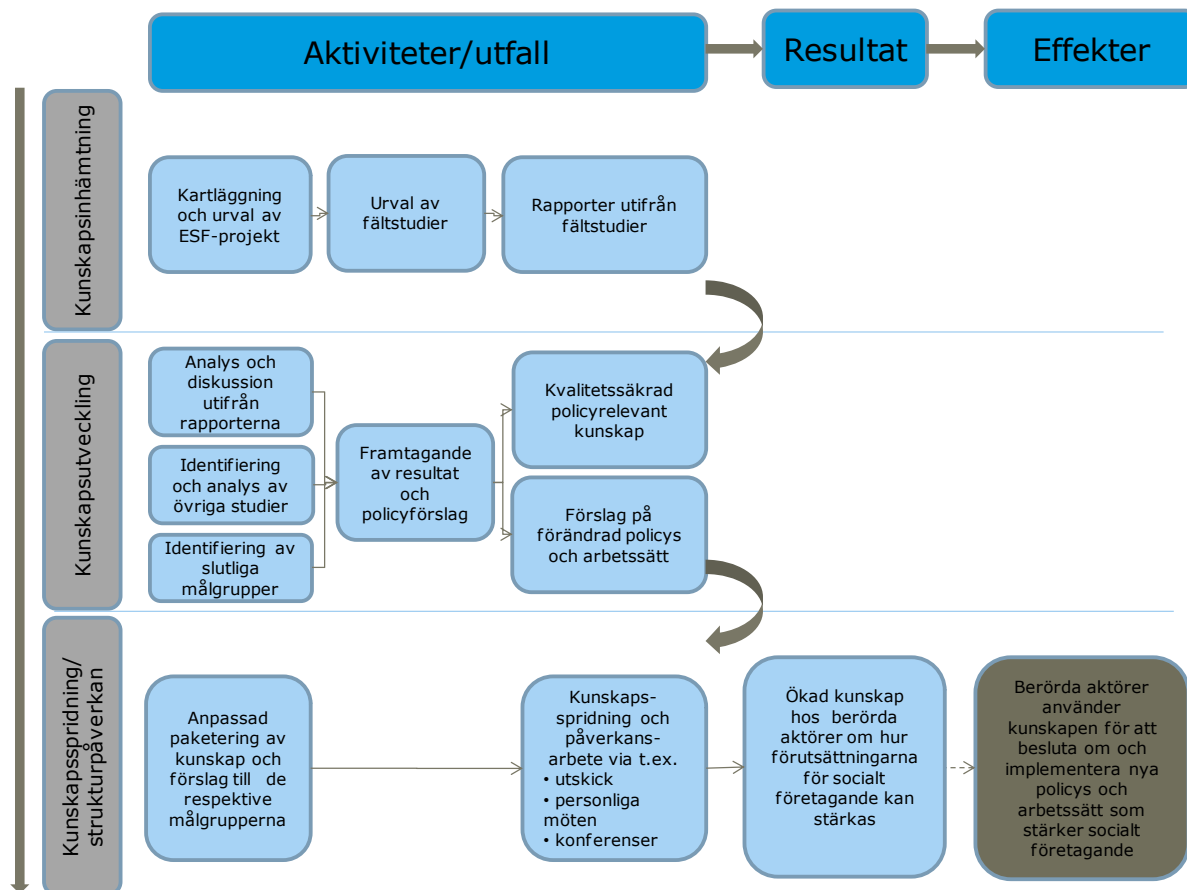 Aktiviteter/utfall
Resultat
Effekter
Kunskapsinhämtning
Kartläggning
och urval av
ESF-projekt
Urval av
fältstudier
Rapporter utifrån
fältstudier
Kunskapsutveckling
Analys och
diskussion
utifrån
rapporterna
Identifiering
och analys av
övriga studier
Identifiering av
slutliga
målgrupper
Framtagande
av resultat
och
policyförslag
Kvalitetssäkrad
policyrelevant
kunskap
Förslag på
förändrad policys
och arbetssätt
Kunskapsspridning/
strukturpåverkan
Anpassad
paketering av
kunskap och
förslag till de
respektive
målgrupperna
Kunskaps-
spridning och
påverkans-
arbete via t.ex.
• utskick
• personliga
möten
• konferenser
Ökad kunskap
hos berörda
aktörer om hur
förutsättningarna
för socialt
företagande kan
stärkas
Berörda aktörer
använder
kunskapen för att
besluta om och
implementera nya
policys och
arbetssätt som
stärker socialt
företagande